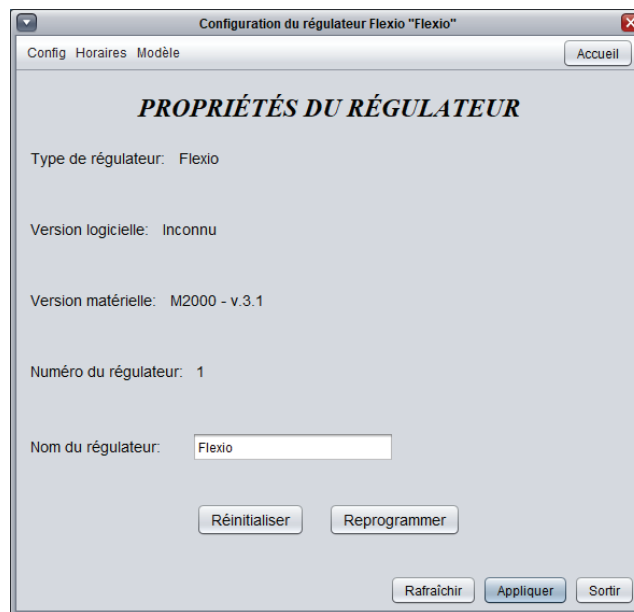 Configuration du régulateur Flexio "Flexio"
Config Horaires Modèle Accueil
PROPRIÉTÉS DU RÉGULATEUR
Type de régulateur: Flexio
Version logicielle: Inconnu
Version matérielle: M2000 - v.3.1
Numéro du régulateur: 1
Nom du régulateur: Flexio
Réinitialiser Reprogrammer
Rafraîchir Appliquer Sortir